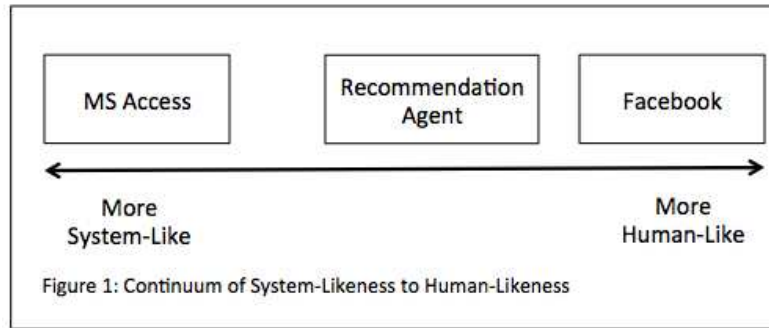 MS Access
Recommendation
Agent
Facebook
More
System-Like
More
Human-Like
Figure 1: Continuum of System-Likeness to Human-Likeness